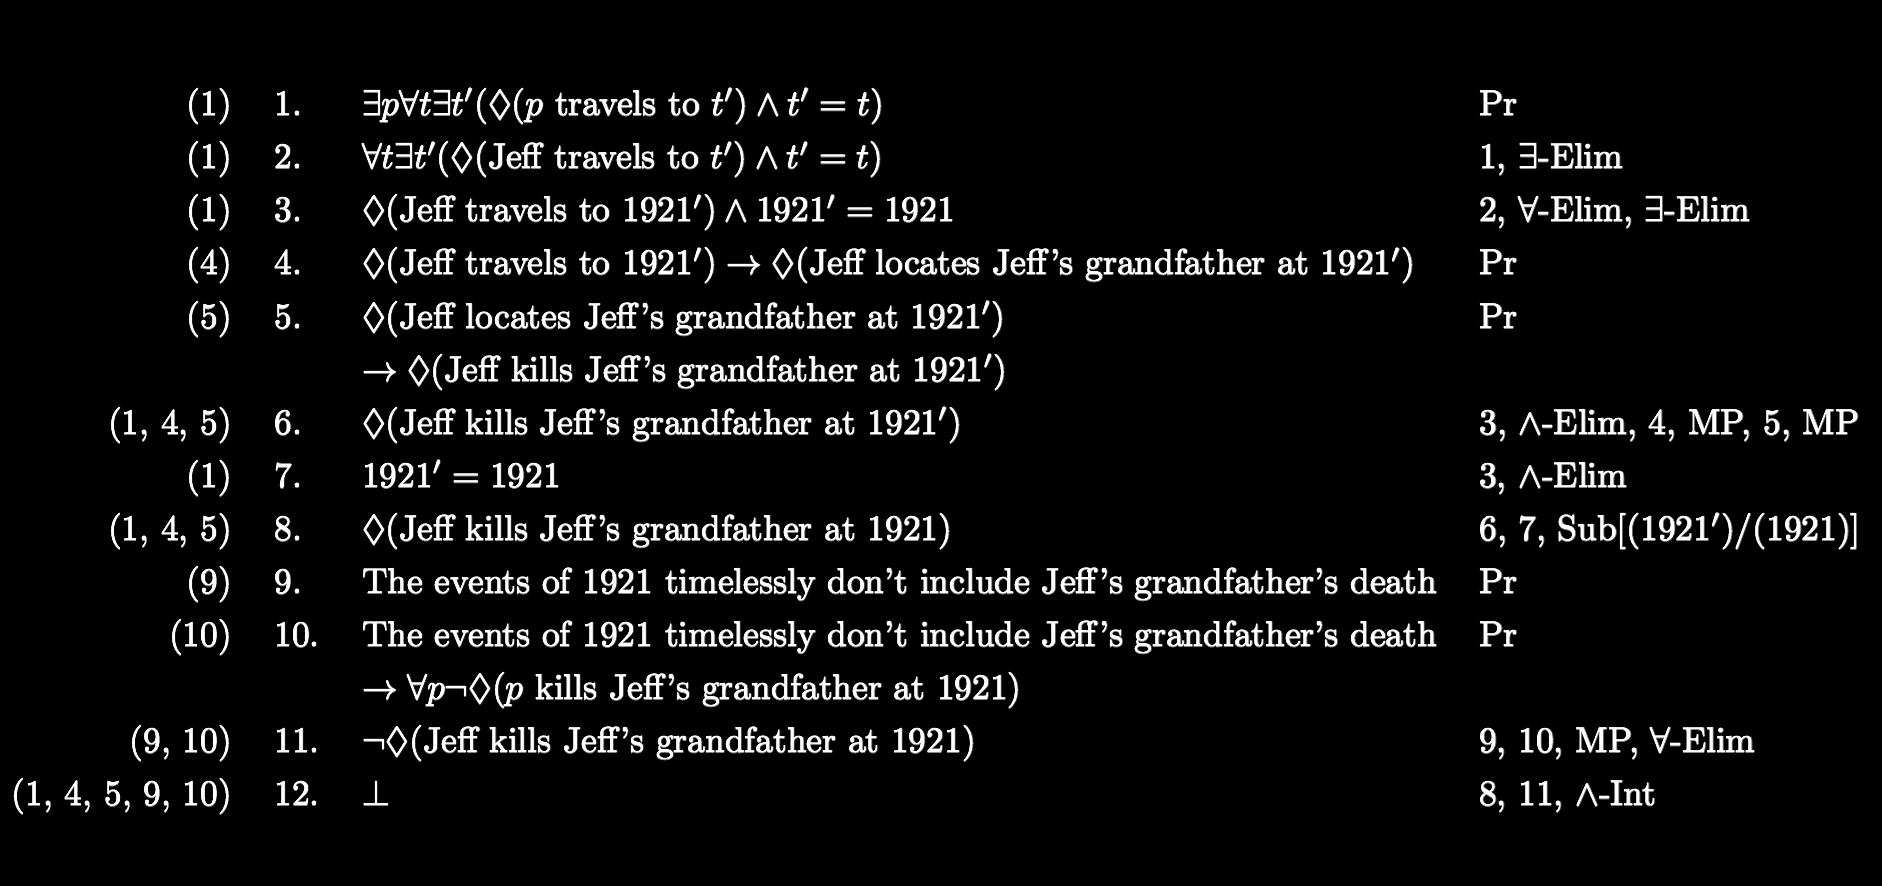 (1) 1. ∃p∀t∃t′(◇(p travels to t′) ∧ t′ = t) Pr
(1) 2. ∀t∃t′(◇(Jeff travels to t′) ∧ t′ = t) 1, ∃-Elim
(1) 3. ◇(Jeff travels to 1921′) ∧ 1921′ = 1921 2, ∀-Elim, ∃-Elim
(4) 4. ◇(Jeff travels to 1921′) → ◇(Jeff locates Jeff’s grandfather at 1921′) Pr
(5) 5. ◇(Jeff locates Jeff’s grandfather at 1921′) Pr
→ ◇(Jeff kills Jeff’s grandfather at 1921′)
(1, 4, 5) 6. ◇(Jeff kills Jeff’s grandfather at 1921′) 3, ∧-Elim, 4, MP, 5, MP
(1) 7. 1921′ = 1921 3, ∧-Elim
(1, 4, 5) 8. ◇(Jeff kills Jeff’s grandfather at 1921) 6, 7, Sub[(1921′)/(1921)]
(9) 9. The events of 1921 timelessly don’t include Jeff’s grandfather’s death Pr
(10) 10. The events of 1921 timelessly don’t include Jeff’s grandfather’s death Pr
→ ∀p¬◇(p kills Jeff’s grandfather at 1921)
(9, 10) 11. ¬◇(Jeff kills Jeff’s grandfather at 1921) 9, 10, MP, ∀-Elim
(1, 4, 5, 9, 10) 12. ⊥ 8, 11, ∧-Int